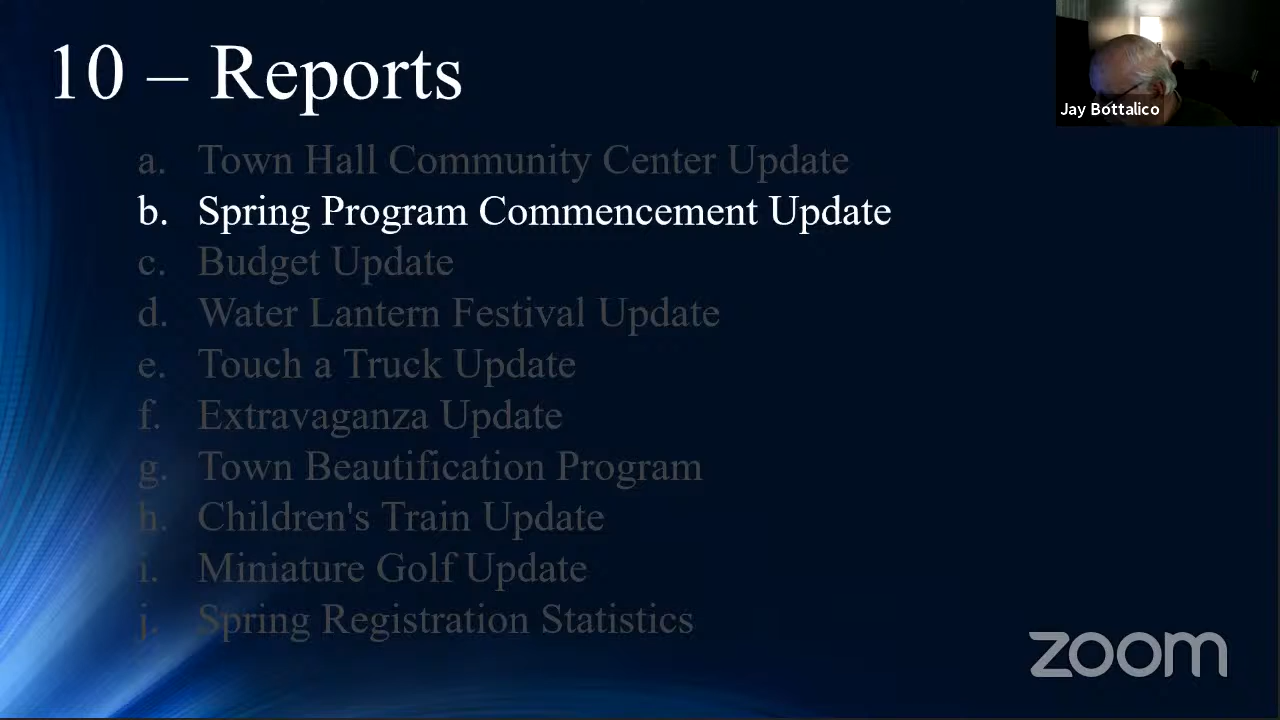 10 – Reports
Jay Bottalico
a. Town Hall Community Center Update
b. Spring Program Commencement Update
c. Budget Update
d. Water Lantern Festival Update
e. Touch a Truck Update
f. Extravaganza Update
g. Town Beautification Program
h. Children's Train Update
i. Miniature Golf Update
j. Spring Registration Statistics
zoom